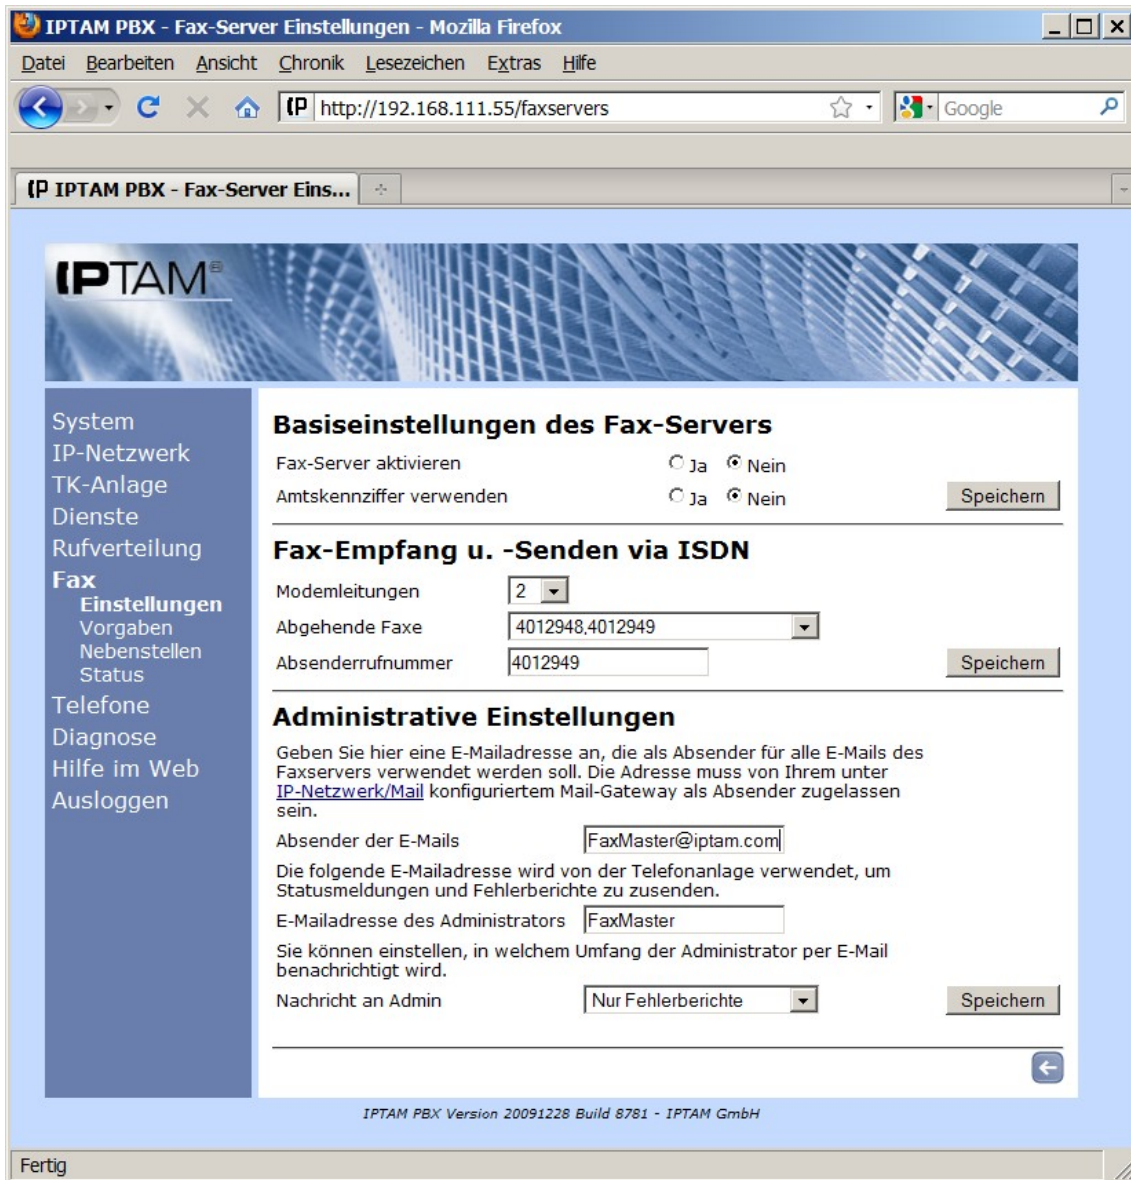 IPTAM PBX - Fax-Server Einstellungen - Mozilla Firefox
Datei Bearbeiten Ansicht Chronik Lesezeichen Extras Hilfe
http://192.168.111.55/faxservers
Google
IPTAM PBX - Fax-Server Eins...
IPTAM®
System
IP-Netzwerk
TK-Anlage
Dienste
Rufverteilung
Fax
Einstellungen
Vorgaben
Nebenstellen
Status
Telefone
Diagnose
Hilfe im Web
Ausloggen
Basiseinstellungen des Fax-Servers
Fax-Server aktivieren Ja Nein
Amtskennziffer verwenden Ja Nein Speichern
Fax-Empfang u. -Senden via ISDN
Modemleitungen 2
Abgehende Faxe 4012948,4012949
Absenderrufnummer 4012949 Speichern
Administrative Einstellungen
Geben Sie hier eine E-Mailadresse an, die als Absender für alle E-Mails des
Faxservers verwendet werden soll. Die Adresse muss von Ihrem unter
IP-Netzwerk/Mail konfiguriertem Mail-Gateway als Absender zugelassen
sein.
Absender der E-Mails FaxMaster@iptam.com
Die folgende E-Mailadresse wird von der Telefonanlage verwendet, um
Statusmeldungen und Fehlerberichte zu zusenden.
E-Mailadresse des Administrators FaxMaster
Sie können einstellen, in welchem Umfang der Administrator per E-Mail
benachrichtigt wird.
Nachricht an Admin Nur Fehlerberichte Speichern
IPTAM PBX Version 20091228 Build 8781 - IPTAM GmbH
Fertig